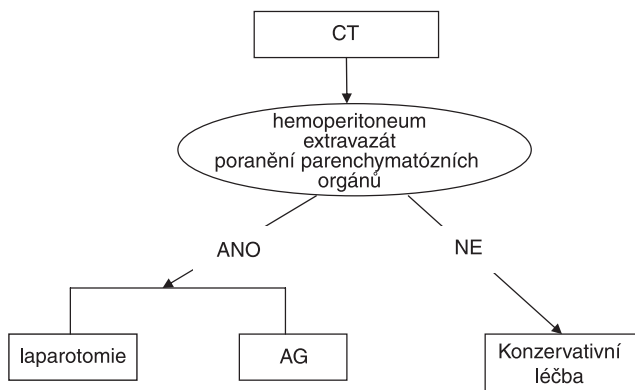 CT
hemoperitoneum
extravazát
poranění parenchymatózních
orgánů
ANO
NE
laparotomie
AG
Konzervativní
léčba